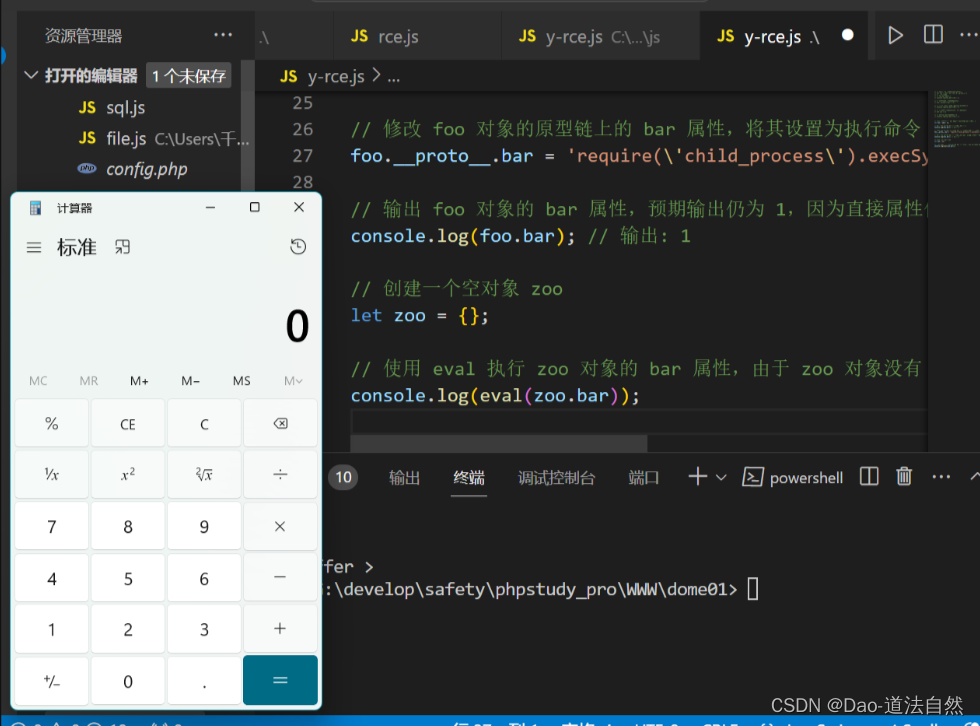 资源管理器 ···
.\
JS rce.js
JS y-rce.js C:\...\js
JS y-rce.js .\
打开的编辑器 1 个未保存
JS sql.js
JS file.js C:\Users\千...
config.php
JS y-rce.js > ...
25
26 // 修改 foo 对象的原型链上的 bar 属性，将其设置为执行命令
27 foo.__proto__.bar = 'require(\'child_process\').execSy
28
// 输出 foo 对象的 bar 属性，预期输出仍为 1，因为直接属性
console.log(foo.bar); // 输出: 1
// 创建一个空对象 zoo
let zoo = {};
// 使用 eval 执行 zoo 对象的 bar 属性，由于 zoo 对象没有
console.log(eval(zoo.bar));
计算器
标准
0
MC MR M+ M− MS M
% CE C
¹/x x² ²√x ÷
7 8 9 ×
4 5 6 −
1 2 3 +
+/− 0 . =
10 输出 终端 调试控制台 端口 powershell ···
ffer >
:\develop\safety\phpstudy_pro\WWW\dome01>
CSDN @Dao-道法自然